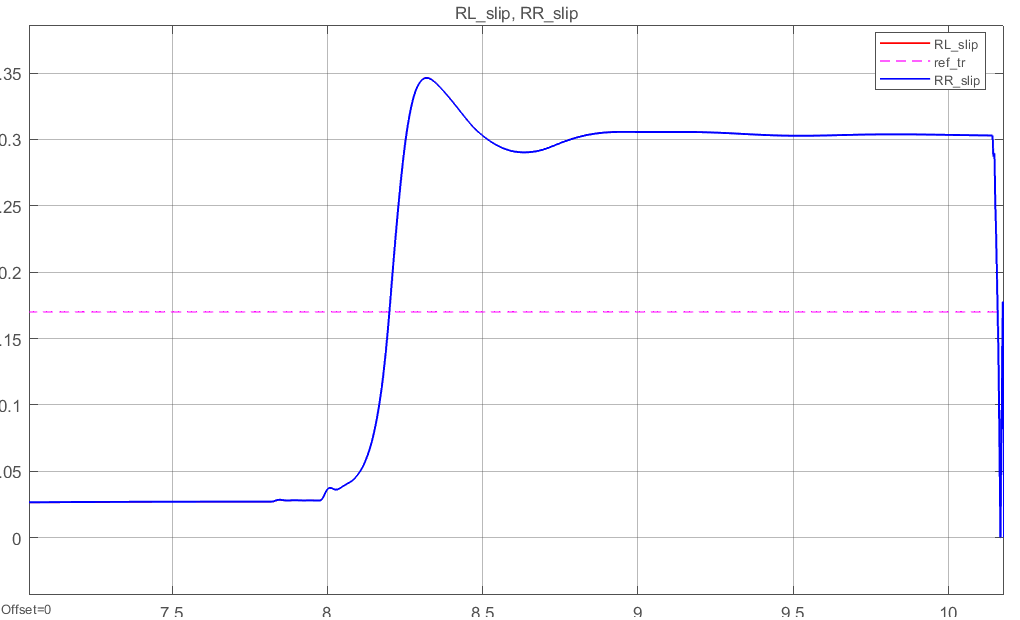 RL_slip, RR_slip
RL_slip
ref_tr
RR_slip
.35
0.3
.25
0.2
.15
0.1
.05
0
7.5
8
8.5
9
9.5
10
Offset=0